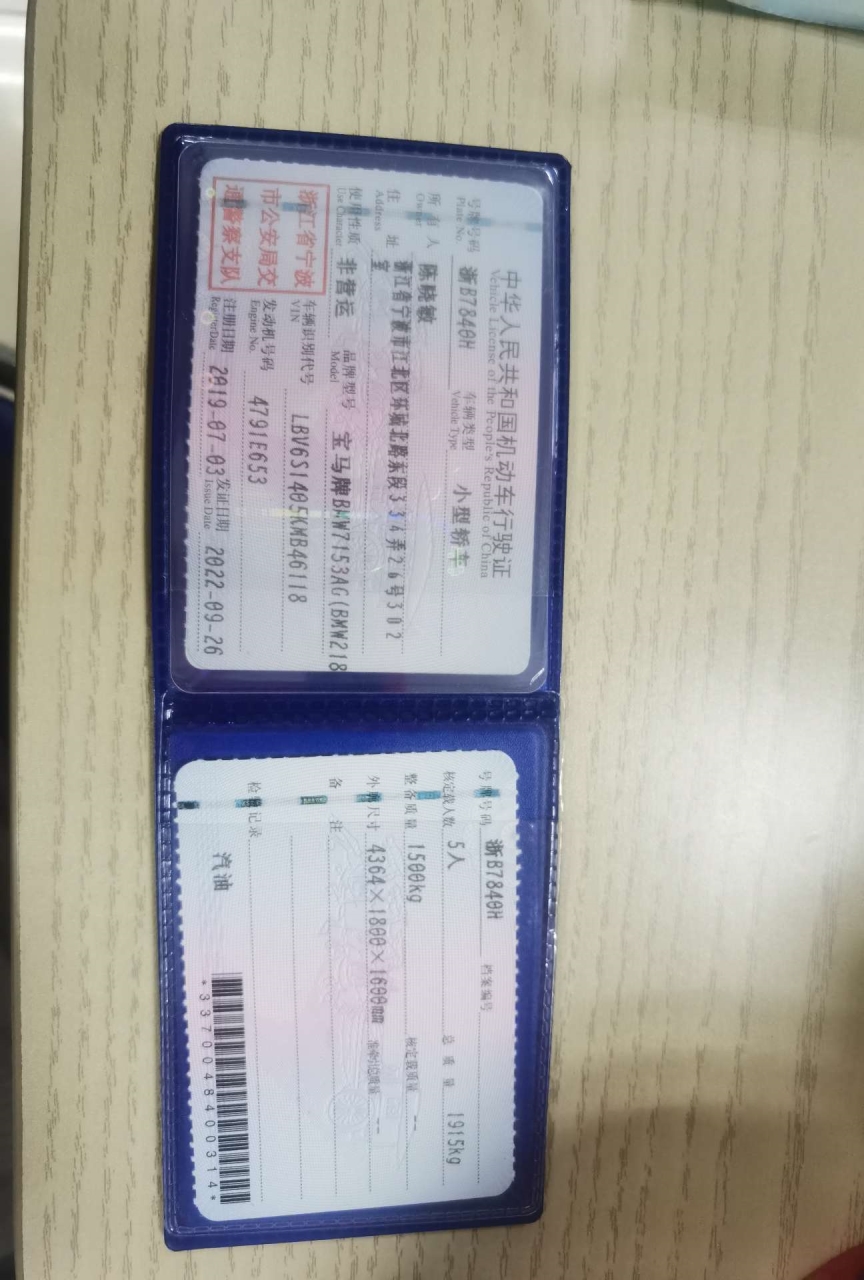 中华人民共和国机动车行驶证
Vehicle License of the People's Republic of China
号牌号码 浙B7840H 车辆类型 小型轿车
Plate No. Vehicle Type
所有人 陈晓敏
Owner
住址 浙江省宁波市江北区环城北路东段334弄26号302
Address 室
使用性质 非营运 品牌型号 宝马牌BMW7153AG(BMW218
Use Character Model
浙江省宁波
市公安局交
通警察支队
车辆识别代号 LBV6S1405KMB46118
VIN
发动机号码 4791E653
Engine No.
注册日期 2019-07-03 发证日期 2022-09-26
Register Date Issue Date
号牌号码 浙B7840H 档案编号
核定载人数 5人 总质量 1915kg
整备质量 1500kg 核定载质量 --
外廓尺寸 4364×1800×1600mm 准牵引总质量 --
备注
检验记录
汽油
*3370048400314*